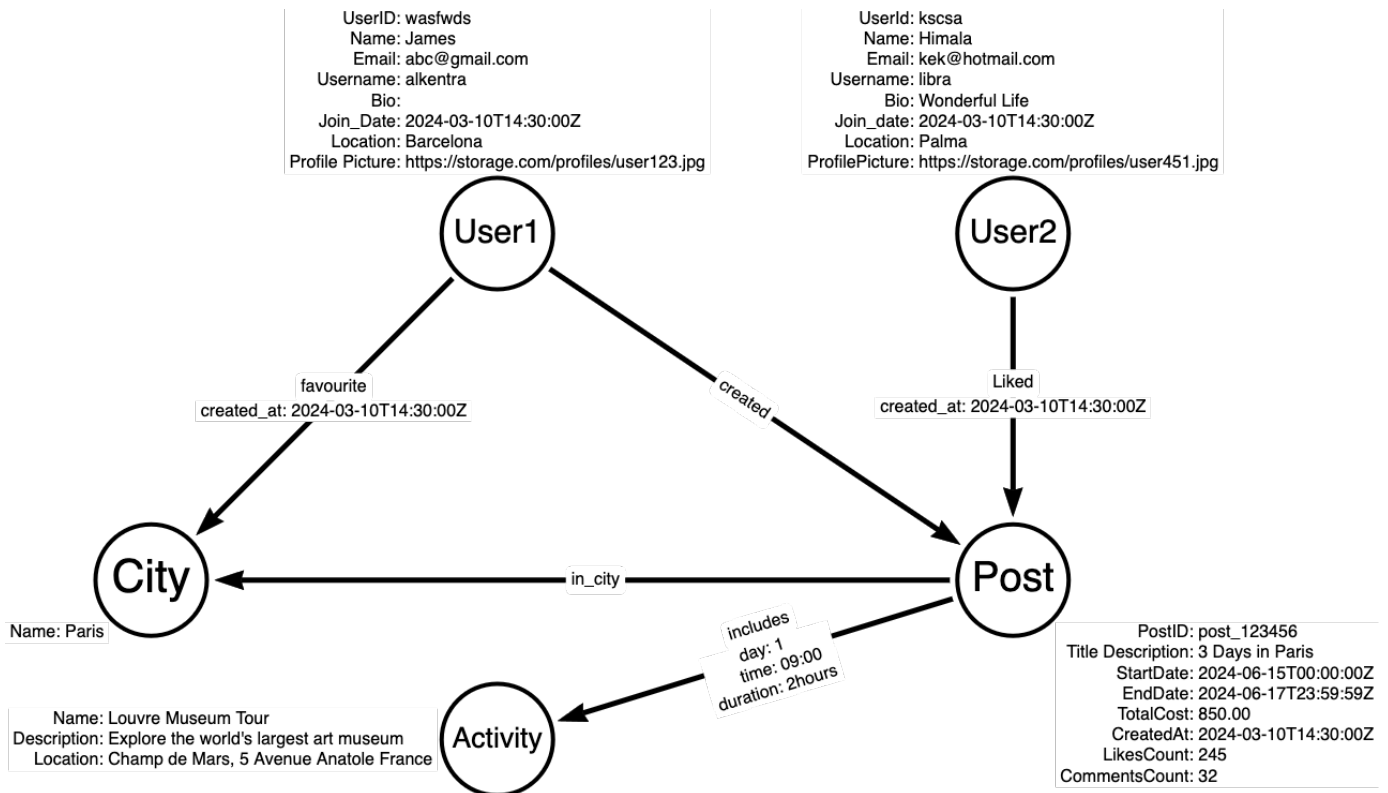 UserID: wasfwds
Name: James
Email: abc@gmail.com
Username: alkentra
Bio:
Join_Date: 2024-03-10T14:30:00Z
Location: Barcelona
Profile Picture: https://storage.com/profiles/user123.jpg
UserId: kscsa
Name: Himala
Email: kek@hotmail.com
Username: libra
Bio: Wonderful Life
Join_date: 2024-03-10T14:30:00Z
Location: Palma
ProfilePicture: https://storage.com/profiles/user451.jpg
User1
User2
favourite
created_at: 2024-03-10T14:30:00Z
created
Liked
created_at: 2024-03-10T14:30:00Z
City
in_city
Post
Name: Paris
includes
day: 1
time: 09:00
duration: 2hours
PostID: post_123456
Title Description: 3 Days in Paris
StartDate: 2024-06-15T00:00:00Z
EndDate: 2024-06-17T23:59:59Z
TotalCost: 850.00
CreatedAt: 2024-03-10T14:30:00Z
LikesCount: 245
CommentsCount: 32
Name: Louvre Museum Tour
Description: Explore the world's largest art museum
Location: Champ de Mars, 5 Avenue Anatole France
Activity